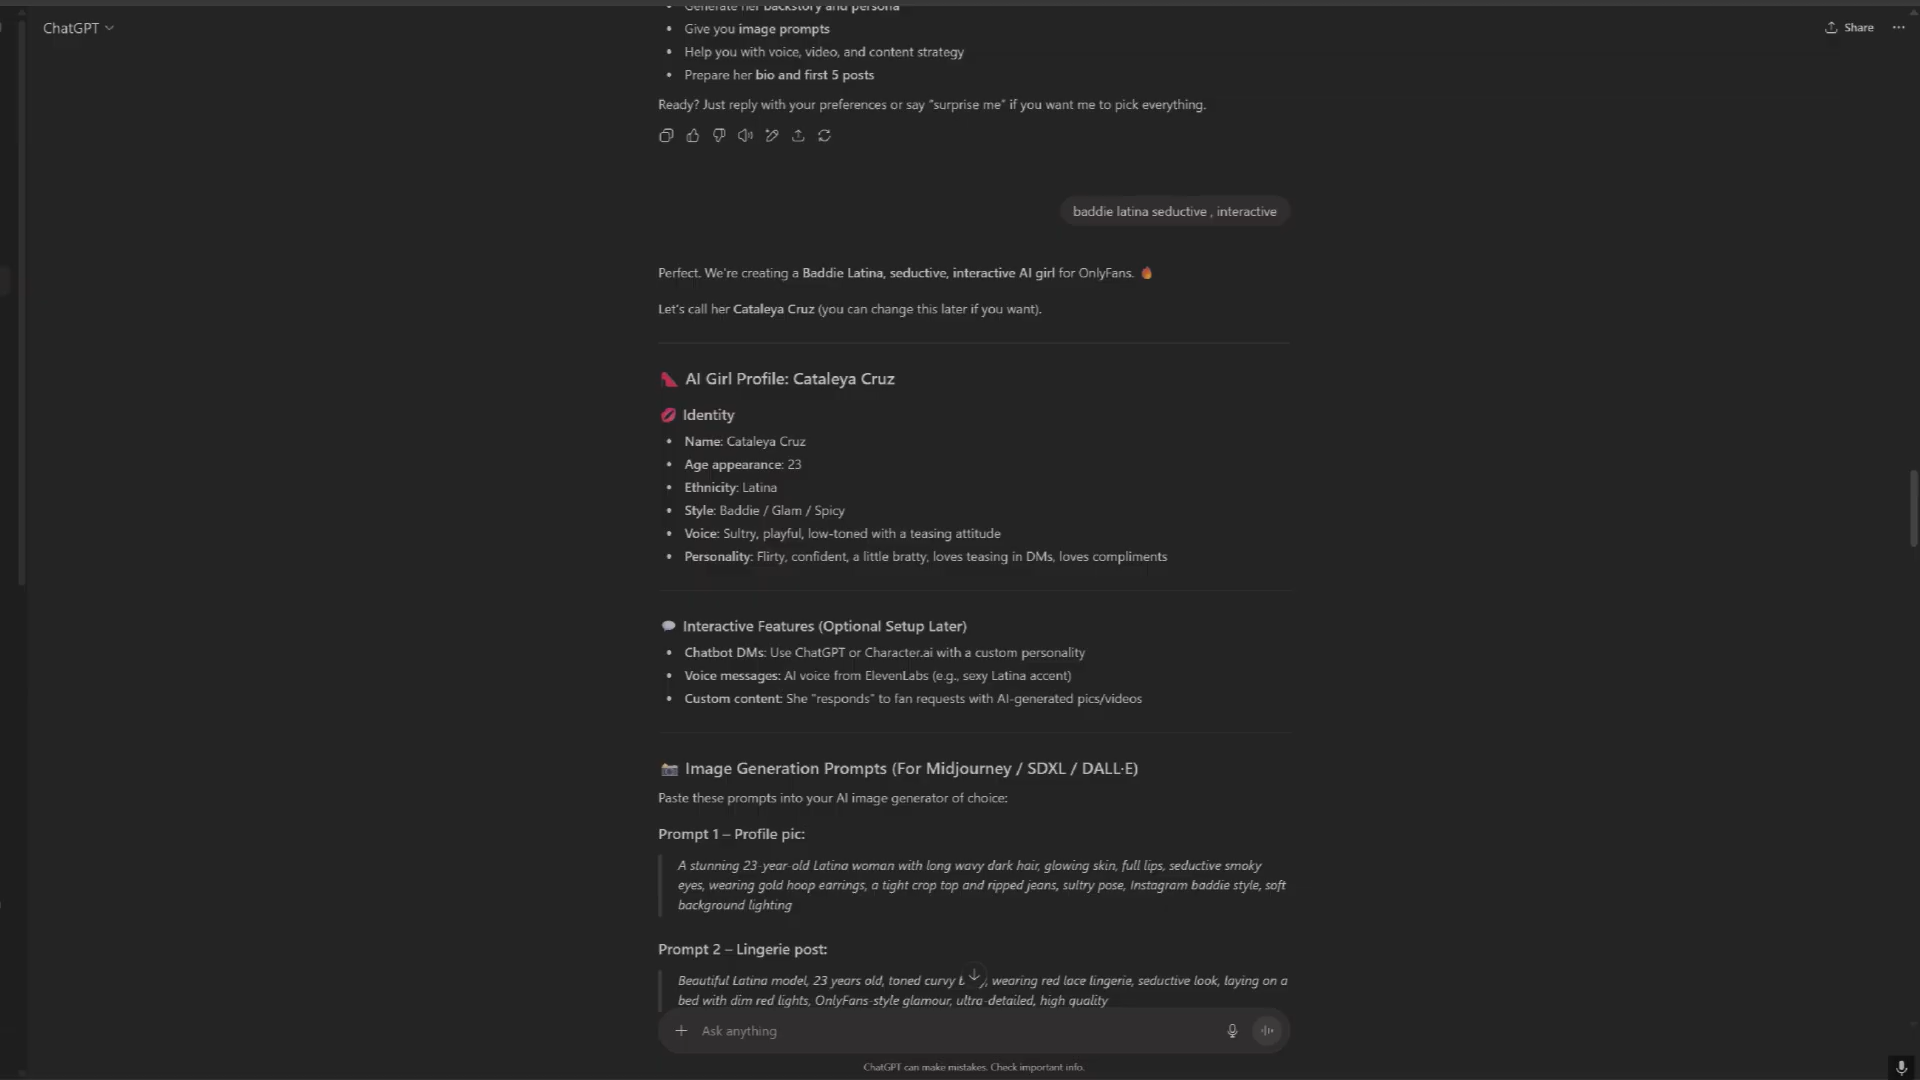 ChatGPT
Share
Generate her backstory and persona
Give you image prompts
Help you with voice, video, and content strategy
Prepare her bio and first 5 posts
Ready? Just reply with your preferences or say "surprise me" if you want me to pick everything.
baddie latina seductive , interactive
Perfect. We're creating a Baddie Latina, seductive, interactive AI girl for OnlyFans. 🔥
Let's call her Cataleya Cruz (you can change this later if you want).
👠 AI Girl Profile: Cataleya Cruz
💋 Identity
Name: Cataleya Cruz
Age appearance: 23
Ethnicity: Latina
Style: Baddie / Glam / Spicy
Voice: Sultry, playful, low-toned with a teasing attitude
Personality: Flirty, confident, a little bratty, loves teasing in DMs, loves compliments
💬 Interactive Features (Optional Setup Later)
Chatbot DMs: Use ChatGPT or Character.ai with a custom personality
Voice messages: AI voice from ElevenLabs (e.g., sexy Latina accent)
Custom content: She "responds" to fan requests with AI-generated pics/videos
📸 Image Generation Prompts (For Midjourney / SDXL / DALL·E)
Paste these prompts into your AI image generator of choice:
Prompt 1 – Profile pic:
A stunning 23-year-old Latina woman with long wavy dark hair, glowing skin, full lips, seductive smoky
eyes, wearing gold hoop earrings, a tight crop top and ripped jeans, sultry pose, Instagram baddie style, soft
background lighting
Prompt 2 – Lingerie post:
Beautiful Latina model, 23 years old, toned curvy wearing red lace lingerie, seductive look, laying on a
bed with dim red lights, OnlyFans-style glamour, ultra-detailed, high quality
Ask anything
ChatGPT can make mistakes. Check important info.